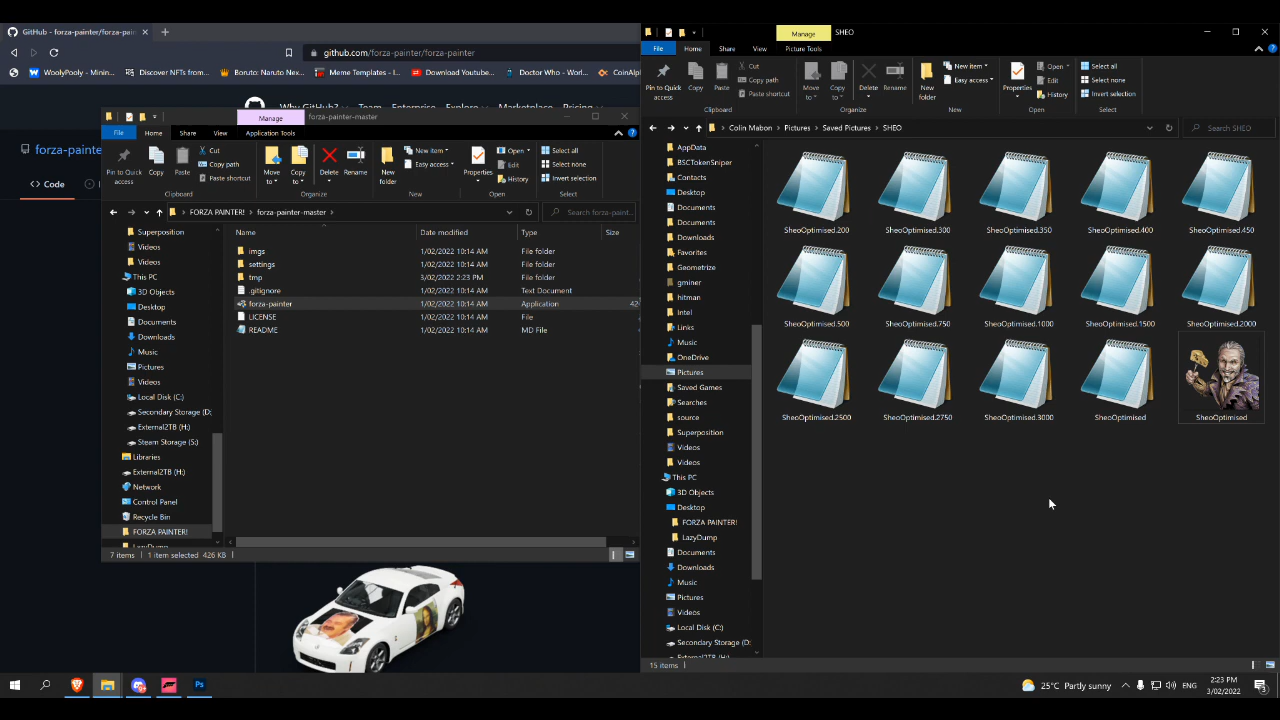 GitHub - forza-painter/forza-pain
github.com/forza-painter/forza-painter
WoolyPooly - Minin...
Discover NFTs from...
Boruto: Naruto Nex...
Meme Templates - I...
Download Youtube...
Doctor Who - Worl...
CoinAlp
Why GitHub?
Team
Enterprise
Explore
Marketplace
Pricing
forza-painte
Code
Manage
forza-painter-master
File
Home
Share
View
Application Tools
Pin to Quick access
Copy
Paste
Cut
Copy path
Paste shortcut
Move to
Copy to
Delete
Rename
New folder
New item
Easy access
Properties
Open
Edit
History
Select all
Select none
Invert selection
Clipboard
Organize
New
Open
Select
FORZA PAINTER!
forza-painter-master
Search forza-paint...
Name
Date modified
Type
Size
imgs 1/02/2022 10:14 AM File folder
settings 1/02/2022 10:14 AM File folder
tmp 3/02/2022 2:23 PM File folder
.gitignore 1/02/2022 10:14 AM Text Document
forza-painter 1/02/2022 10:14 AM Application 42
LICENSE 1/02/2022 10:14 AM File
README 1/02/2022 10:14 AM MD File
Superposition
Videos
Videos
This PC
3D Objects
Desktop
Documents
Downloads
Music
Pictures
Videos
Local Disk (C:)
Secondary Storage (D:
External2TB (H:)
Steam Storage (S:)
Libraries
External2TB (H:)
Network
Control Panel
Recycle Bin
FORZA PAINTER!
LazyDump
7 items
1 item selected 426 KB
Manage
SHEO
File
Home
Share
View
Picture Tools
Pin to Quick access
Copy
Paste
Cut
Copy path
Paste shortcut
Move to
Copy to
Delete
Rename
New folder
New item
Easy access
Properties
Open
Edit
History
Select all
Select none
Invert selection
Clipboard
Organize
New
Open
Select
Colin Mabon
Pictures
Saved Pictures
SHEO
Search SHEO
AppData
BSCTokenSniper
Contacts
Desktop
Documents
Documents
Downloads
Favorites
Geometrize
gminer
hitman
Intel
Links
Music
OneDrive
Pictures
Saved Games
Searches
source
Superposition
Videos
Videos
This PC
3D Objects
Desktop
FORZA PAINTER!
LazyDump
Documents
Downloads
Music
Pictures
Videos
Local Disk (C:)
Secondary Storage (D:
External2TB (H:)
SheoOptimised.200
SheoOptimised.300
SheoOptimised.350
SheoOptimised.400
SheoOptimised.450
SheoOptimised.500
SheoOptimised.750
SheoOptimised.1000
SheoOptimised.1500
SheoOptimised.2000
SheoOptimised.2500
SheoOptimised.2750
SheoOptimised.3000
SheoOptimised
SheoOptimised
15 items
Ps
25°C Partly sunny
ENG
2:23 PM
3/02/2022
3